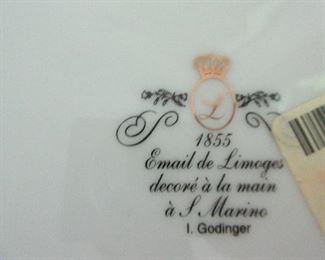 L
1855
Email de Limoges
decoré à la main
à S Marino
I. Godinger